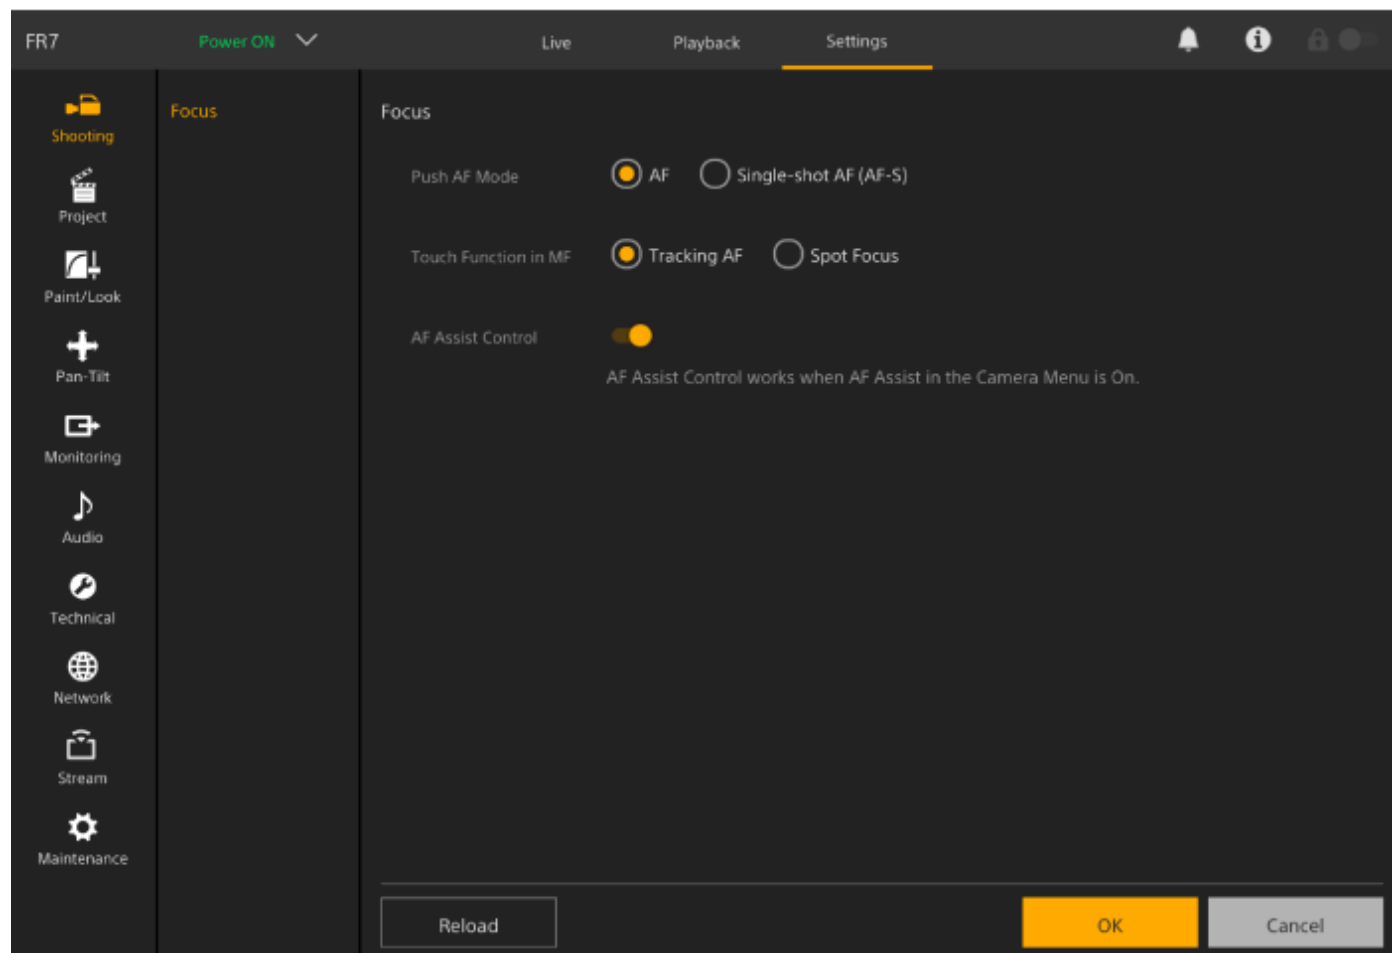 FR7 Power ON Live Playback Settings
Shooting
Project
Paint/Look
Pan-Tilt
Monitoring
Audio
Technical
Network
Stream
Maintenance
Focus
Focus
Push AF Mode AF Single-shot AF (AF-S)
Touch Function in MF Tracking AF Spot Focus
AF Assist Control
AF Assist Control works when AF Assist in the Camera Menu is On.
Reload OK Cancel